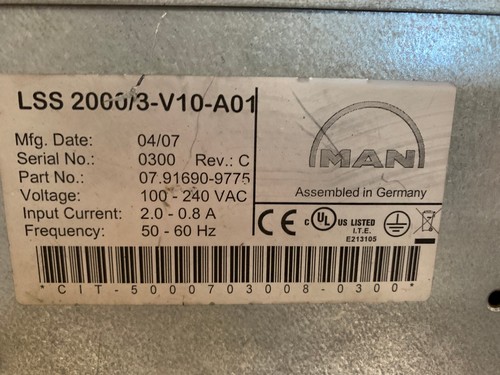 LSS 2000/3-V10-A01
Mfg. Date: 04/07
Serial No.: 0300 Rev.: C
Part No.: 07.91690-9775
Voltage: 100 - 240 VAC
Input Current: 2.0 - 0.8 A
Frequency: 50 - 60 Hz
MAN
Assembled in Germany
CE C UL US LISTED
I.T.E.
E213105
*CIT-5000703008-0300*